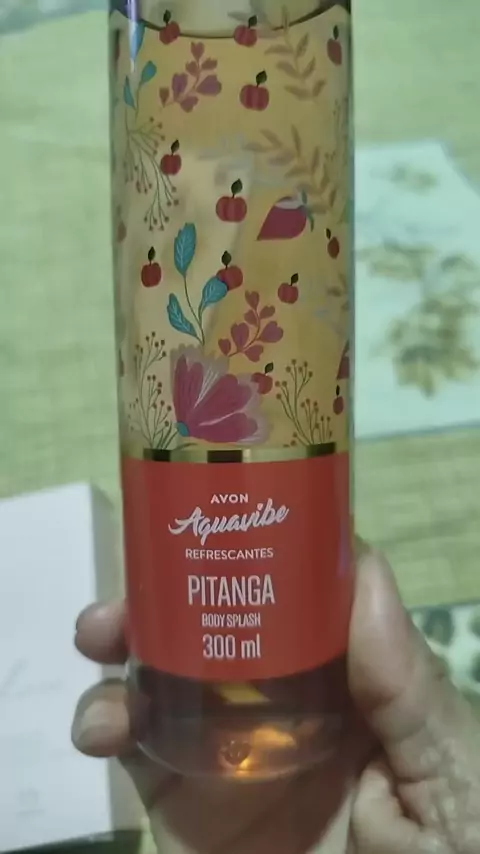 AVON
Aquavibe
REFRESCANTES
PITANGA
BODY SPLASH
300 ml